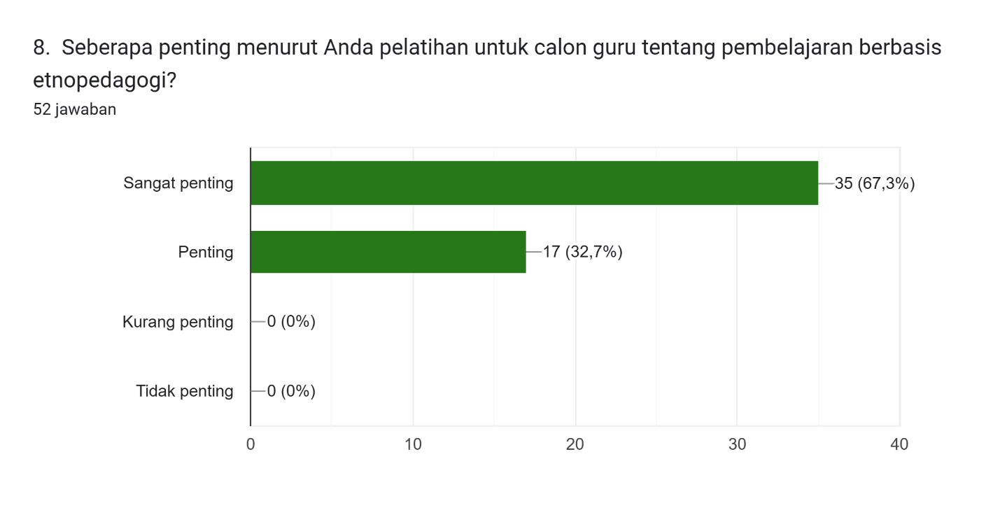 8.  Seberapa penting menurut Anda pelatihan untuk calon guru tentang pembelajaran berbasis
etnopedagogi?
52 jawaban
Sangat penting 35 (67,3%)
Penting 17 (32,7%)
Kurang penting 0 (0%)
Tidak penting 0 (0%)
0 10 20 30 40